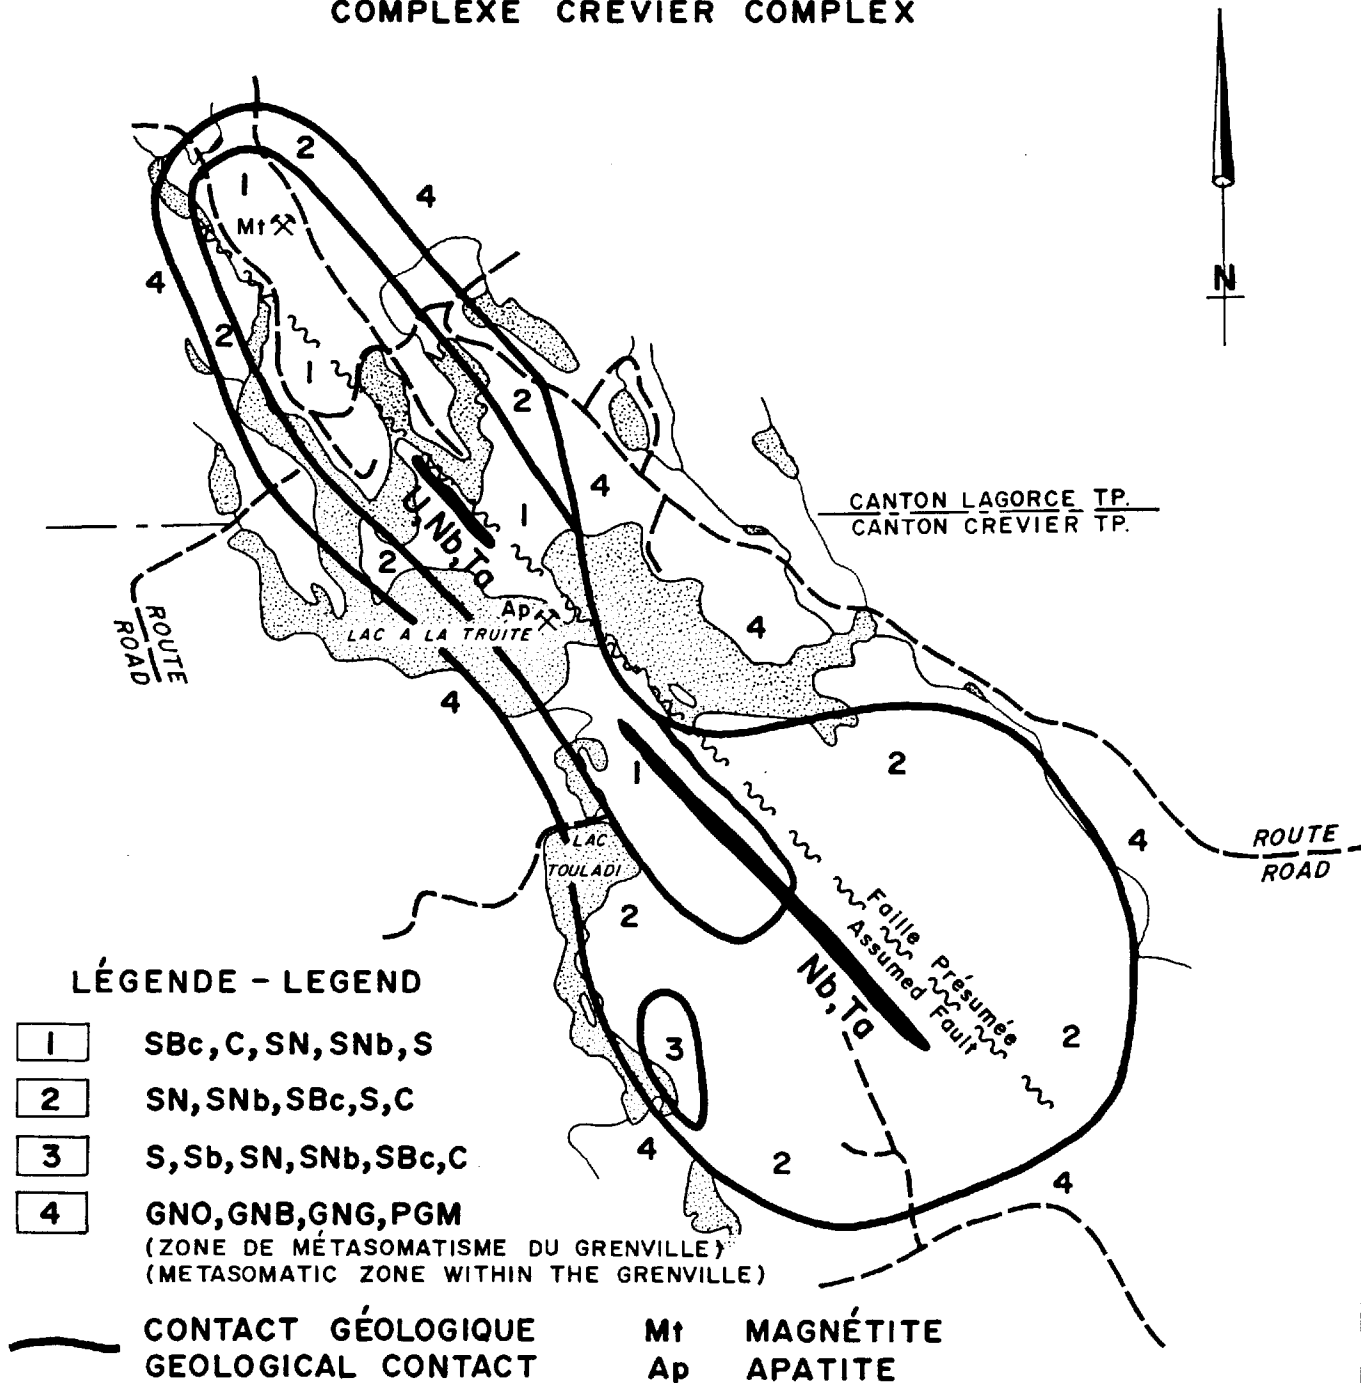 COMPLEXE CREVIER COMPLEX
2
1
4
Mt
N
4
2
1
2
4
CANTON LAGORCE TP.
CANTON CREVIER TP.
U,Nb,Ta
1
2
ROUTE
ROAD
Ap
LAC A LA TRUITE
4
4
1
2
4
ROUTE
ROAD
LAC
TOULADI
2
Faille Présumée
Assumed Fault
Nb,Ta
2
3
4
2
4
LÉGENDE - LEGEND
1 SBc,C,SN,SNb,S
2 SN,SNb,SBc,S,C
3 S,Sb,SN,SNb,SBc,C
4 GNO,GNB,GNG,PGM
(ZONE DE MÉTASOMATISME DU GRENVILLE)
(METASOMATIC ZONE WITHIN THE GRENVILLE)
CONTACT GÉOLOGIQUE
GEOLOGICAL CONTACT
Mt MAGNÉTITE
Ap APATITE